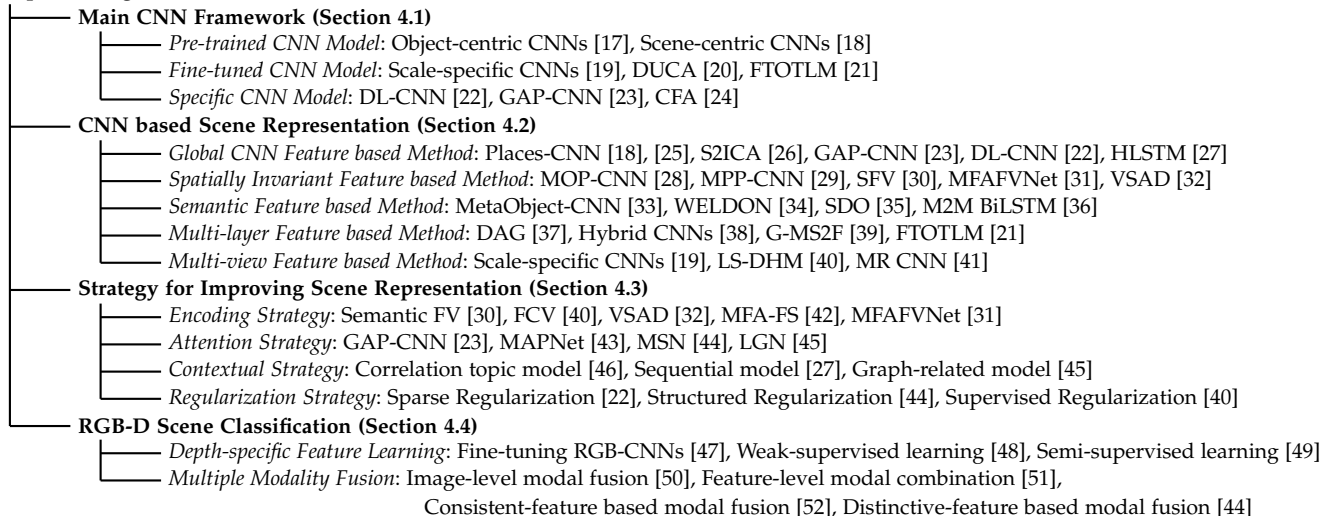 Main CNN Framework (Section 4.1)
Pre-trained CNN Model: Object-centric CNNs [17], Scene-centric CNNs [18]
Fine-tuned CNN Model: Scale-specific CNNs [19], DUCA [20], FTOTLM [21]
Specific CNN Model: DL-CNN [22], GAP-CNN [23], CFA [24]
CNN based Scene Representation (Section 4.2)
Global CNN Feature based Method: Places-CNN [18], [25], S2ICA [26], GAP-CNN [23], DL-CNN [22], HLSTM [27]
Spatially Invariant Feature based Method: MOP-CNN [28], MPP-CNN [29], SFV [30], MFAFVNet [31], VSAD [32]
Semantic Feature based Method: MetaObject-CNN [33], WELDON [34], SDO [35], M2M BiLSTM [36]
Multi-layer Feature based Method: DAG [37], Hybrid CNNs [38], G-MS2F [39], FTOTLM [21]
Multi-view Feature based Method: Scale-specific CNNs [19], LS-DHM [40], MR CNN [41]
Strategy for Improving Scene Representation (Section 4.3)
Encoding Strategy: Semantic FV [30], FCV [40], VSAD [32], MFA-FS [42], MFAFVNet [31]
Attention Strategy: GAP-CNN [23], MAPNet [43], MSN [44], LGN [45]
Contextual Strategy: Correlation topic model [46], Sequential model [27], Graph-related model [45]
Regularization Strategy: Sparse Regularization [22], Structured Regularization [44], Supervised Regularization [40]
RGB-D Scene Classification (Section 4.4)
Depth-specific Feature Learning: Fine-tuning RGB-CNNs [47], Weak-supervised learning [48], Semi-supervised learning [49]
Multiple Modality Fusion: Image-level modal fusion [50], Feature-level modal combination [51],
Consistent-feature based modal fusion [52], Distinctive-feature based modal fusion [44]